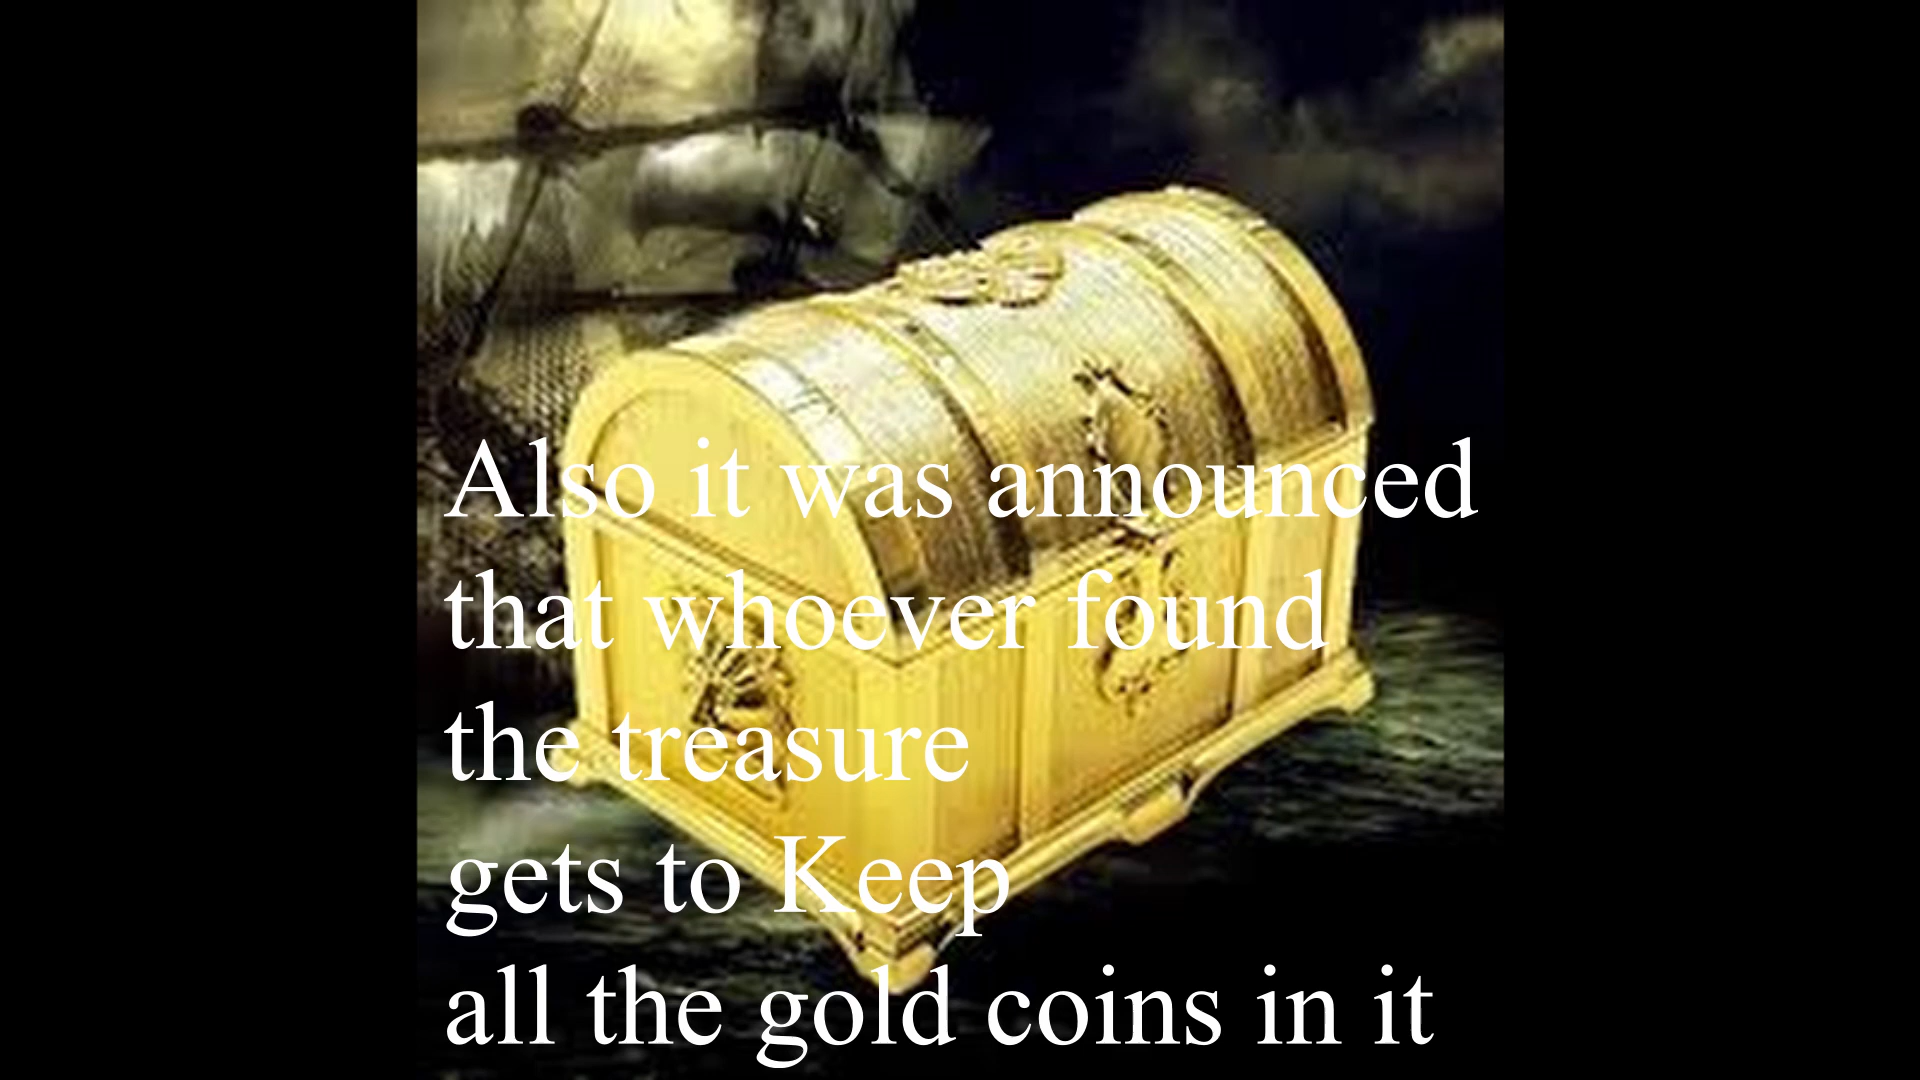 Also it was announced
that whoever found
the treasure
gets to Keep
all the gold coins in it